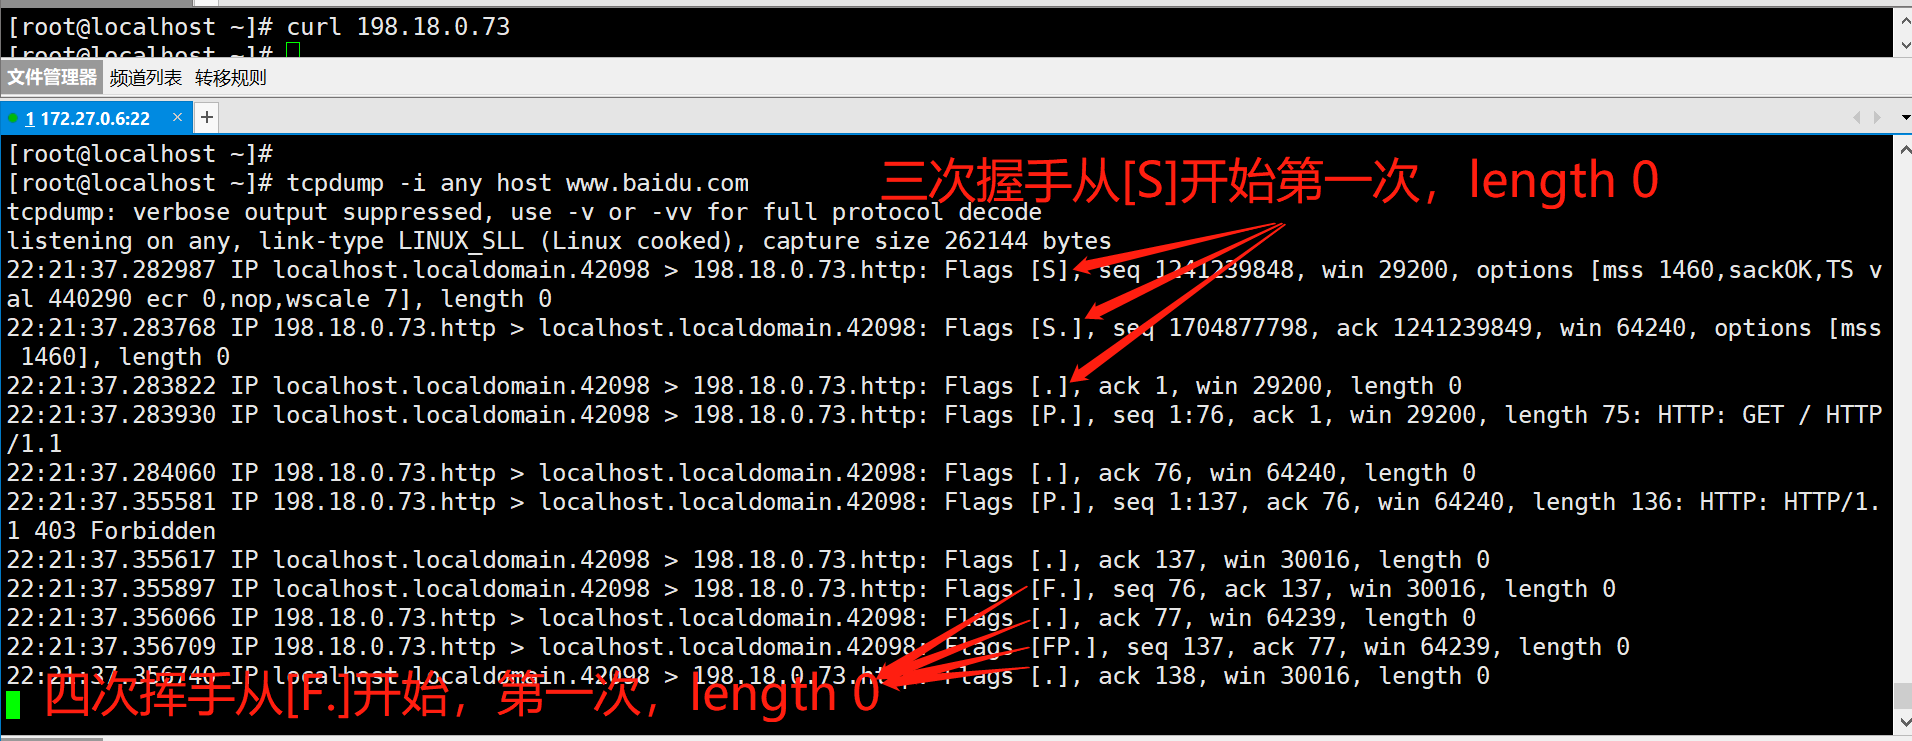 [root@localhost ~]# curl 198.18.0.73
[root@localhost ~]#
文件管理器 频道列表 转移规则
1 172.27.0.6:22 × +
[root@localhost ~]#
[root@localhost ~]# tcpdump -i any host www.baidu.com
三次握手从[S]开始第一次，length 0
tcpdump: verbose output suppressed, use -v or -vv for full protocol decode
listening on any, link-type LINUX_SLL (Linux cooked), capture size 262144 bytes
22:21:37.282987 IP localhost.localdomain.42098 > 198.18.0.73.http: Flags [S], seq 1241239848, win 29200, options [mss 1460,sackOK,TS v
al 440290 ecr 0,nop,wscale 7], length 0
22:21:37.283768 IP 198.18.0.73.http > localhost.localdomain.42098: Flags [S.], seq 1704877798, ack 1241239849, win 64240, options [mss
 1460], length 0
22:21:37.283822 IP localhost.localdomain.42098 > 198.18.0.73.http: Flags [.], ack 1, win 29200, length 0
22:21:37.283930 IP localhost.localdomain.42098 > 198.18.0.73.http: Flags [P.], seq 1:76, ack 1, win 29200, length 75: HTTP: GET / HTTP
/1.1
22:21:37.284060 IP 198.18.0.73.http > localhost.localdomain.42098: Flags [.], ack 76, win 64240, length 0
22:21:37.355581 IP 198.18.0.73.http > localhost.localdomain.42098: Flags [P.], seq 1:137, ack 76, win 64240, length 136: HTTP: HTTP/1.
1 403 Forbidden
22:21:37.355617 IP localhost.localdomain.42098 > 198.18.0.73.http: Flags [.], ack 137, win 30016, length 0
22:21:37.355897 IP localhost.localdomain.42098 > 198.18.0.73.http: Flags [F.], seq 76, ack 137, win 30016, length 0
22:21:37.356066 IP 198.18.0.73.http > localhost.localdomain.42098: Flags [.], ack 77, win 64239, length 0
22:21:37.356709 IP 198.18.0.73.http > localhost.localdomain.42098: Flags [FP.], seq 137, ack 77, win 64239, length 0
22:21:37.356740 IP localhost.localdomain.42098 > 198.18.0.73.http: Flags [.], ack 138, win 30016, length 0
四次挥手从[F.]开始，第一次，length 0